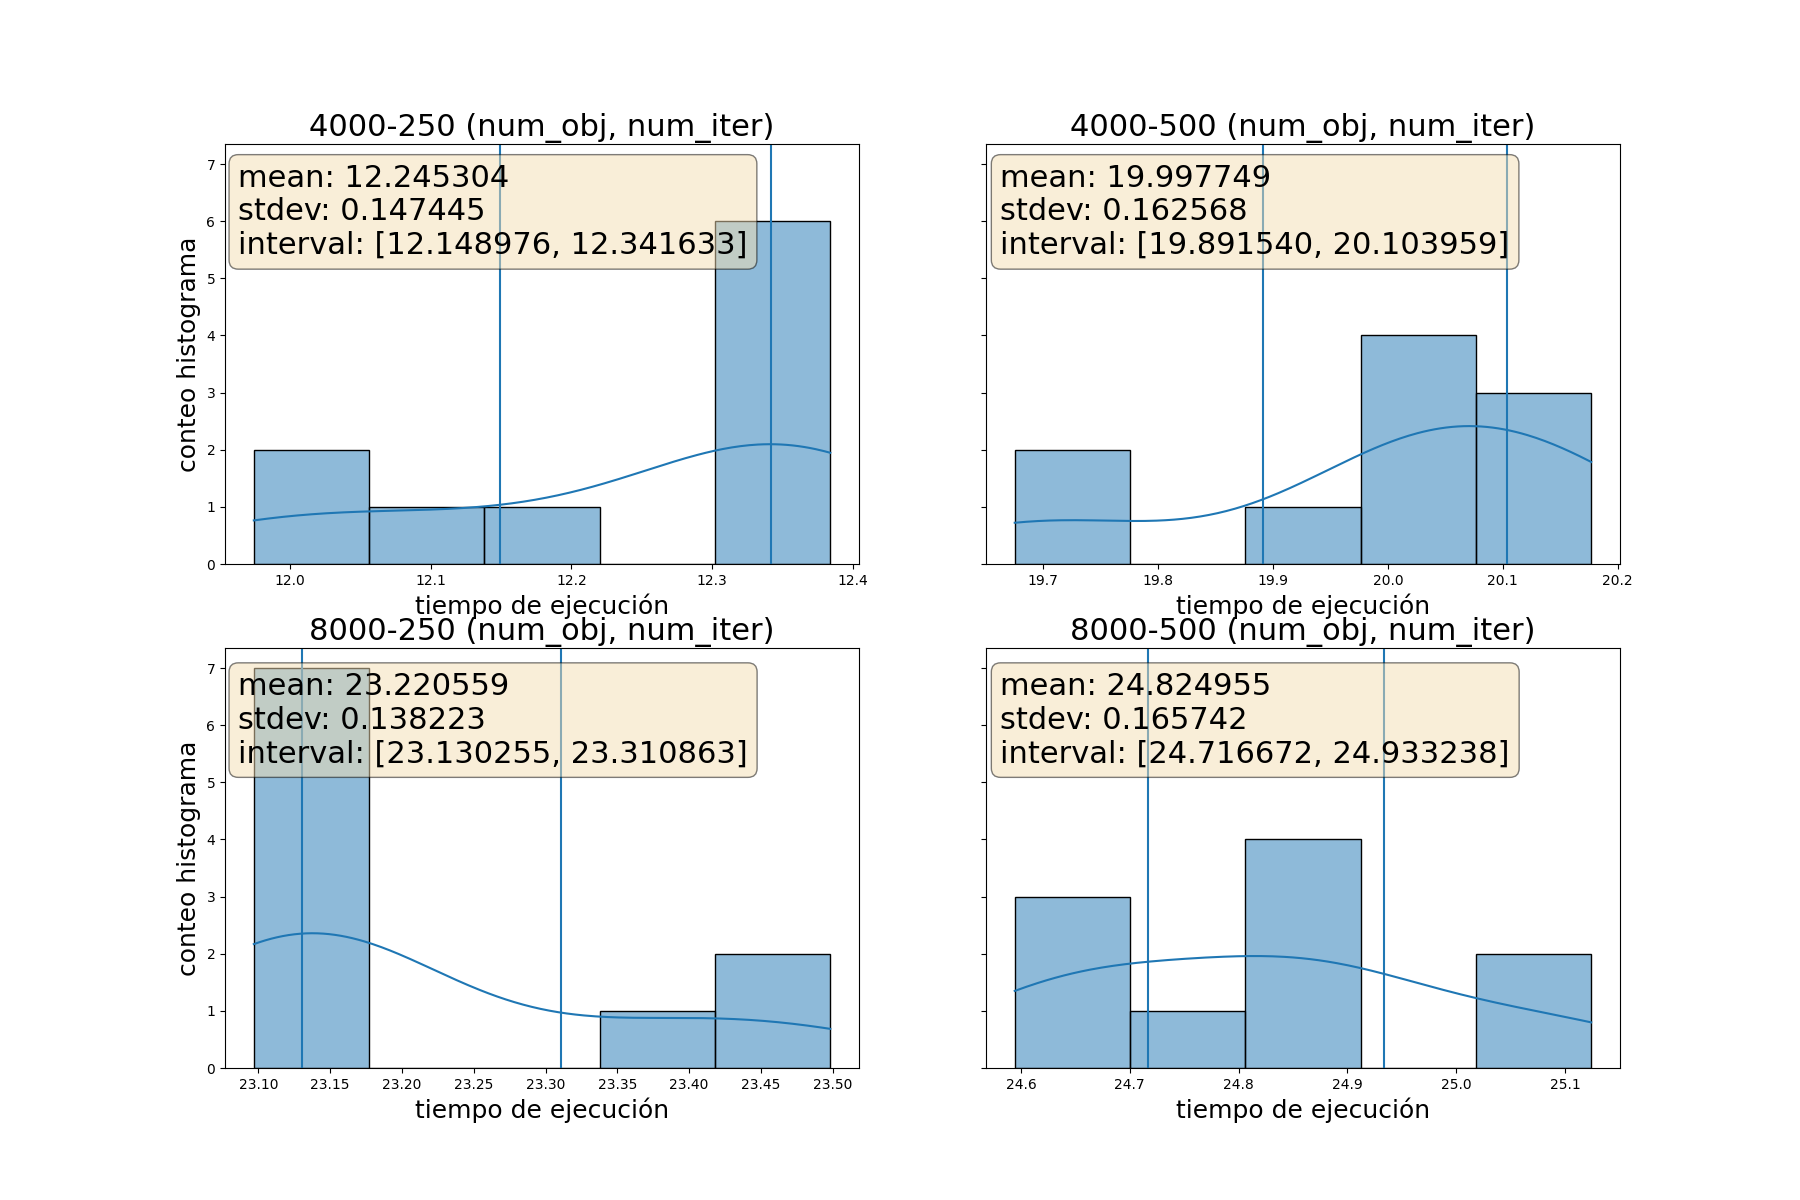 4000-250 (num_obj, num_iter)
mean: 12.245304
stdev: 0.147445
interval: [12.148976, 12.341633]
conteo histograma
7
6
5
4
3
2
1
0
12.0 12.1 12.2 12.3 12.4
tiempo de ejecución
4000-500 (num_obj, num_iter)
mean: 19.997749
stdev: 0.162568
interval: [19.891540, 20.103959]
19.7 19.8 19.9 20.0 20.1 20.2
tiempo de ejecución
8000-250 (num_obj, num_iter)
mean: 23.220559
stdev: 0.138223
interval: [23.130255, 23.310863]
conteo histograma
7
6
5
4
3
2
1
0
23.10 23.15 23.20 23.25 23.30 23.35 23.40 23.45 23.50
tiempo de ejecución
8000-500 (num_obj, num_iter)
mean: 24.824955
stdev: 0.165742
interval: [24.716672, 24.933238]
24.6 24.7 24.8 24.9 25.0 25.1
tiempo de ejecución